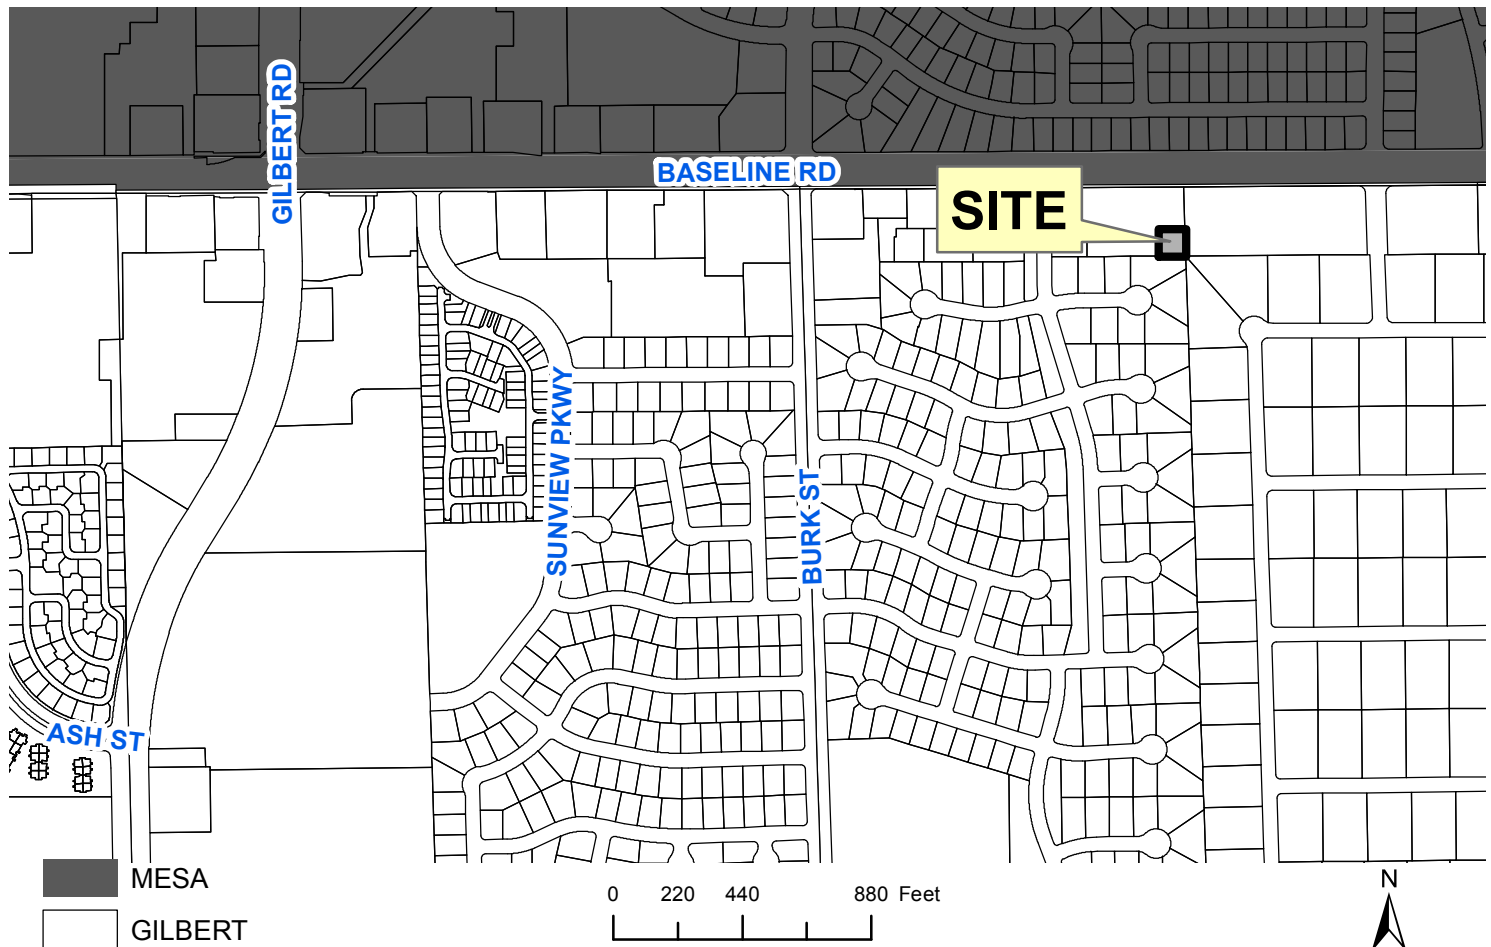 GILBERT RD
BASELINE RD
SITE
SUNVIEW PKWY
BURK ST
ASH ST
MESA
GILBERT
0 220 440 880 Feet
N